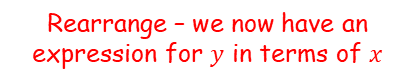 Rearrange – we now have an
expression for y in terms of x